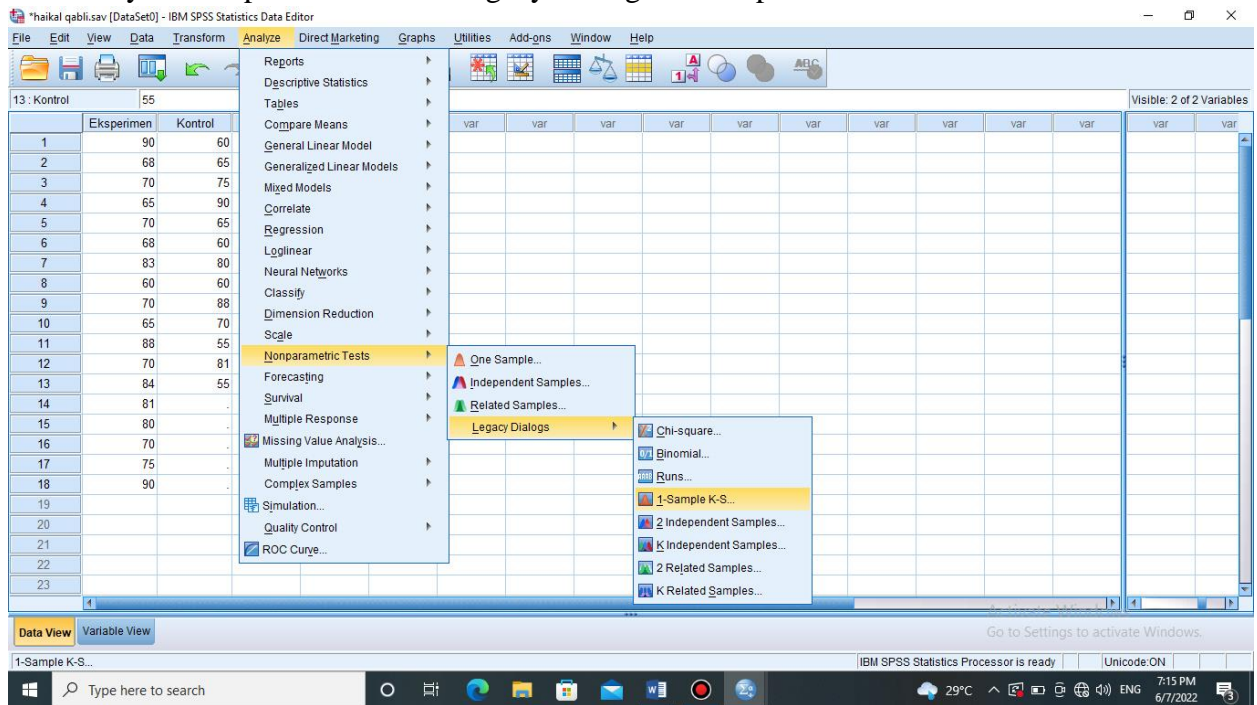 *haikal qabli.sav [DataSet0] - IBM SPSS Statistics Data Editor
File Edit View Data Transform Analyze Direct Marketing Graphs Utilities Add-ons Window Help
13 : Kontrol 55 Visible: 2 of 2 Variables
Eksperimen Kontrol var var var var var var var var var var var var
1 90 60
2 68 65
3 70 75
4 65 90
5 70 65
6 68 60
7 83 80
8 60 60
9 70 88
10 65 70
11 88 55
12 70 81
13 84 55
14 81 .
15 80 .
16 70 .
17 75 .
18 90 .
19
20
21
22
23
Reports
Descriptive Statistics
Tables
Compare Means
General Linear Model
Generalized Linear Models
Mixed Models
Correlate
Regression
Loglinear
Neural Networks
Classify
Dimension Reduction
Scale
Nonparametric Tests
Forecasting
Survival
Multiple Response
Missing Value Analysis...
Multiple Imputation
Complex Samples
Simulation...
Quality Control
ROC Curve...
One Sample...
Independent Samples...
Related Samples...
Legacy Dialogs
Chi-square...
Binomial...
Runs...
1-Sample K-S...
2 Independent Samples...
K Independent Samples...
2 Related Samples...
K Related Samples...
Data View Variable View
Go to Settings to activate Windows.
1-Sample K-S... IBM SPSS Statistics Processor is ready Unicode:ON
Type here to search 29°C ENG 7:15 PM
6/7/2022